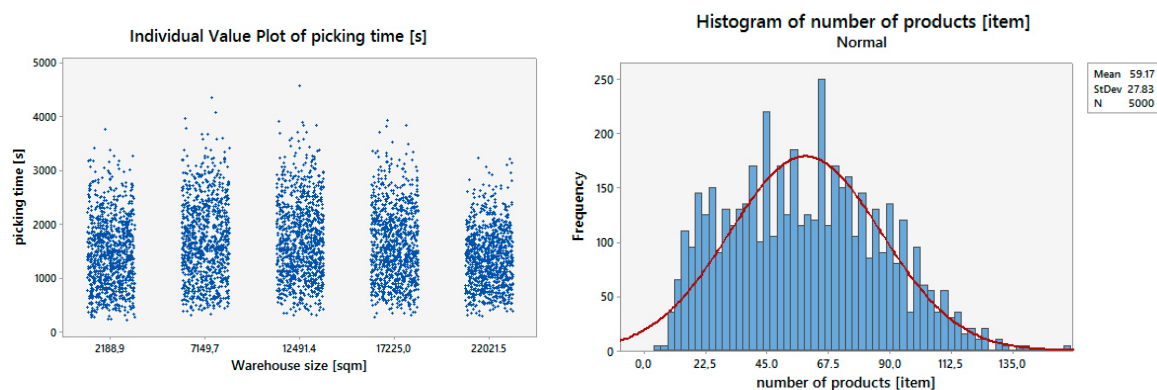 Individual Value Plot of picking time [s]
picking time [s]
5000
4000
3000
2000
1000
0
2188,9 7149,7 12491,4 17225,0 22021,5
Warehouse size [sqm]
Histogram of number of products [item]
Normal
Frequency
250
200
150
100
50
0
0,0 22,5 45,0 67,5 90,0 112,5 135,0
number of products [item]
Mean 59.17
StDev 27.83
N 5000